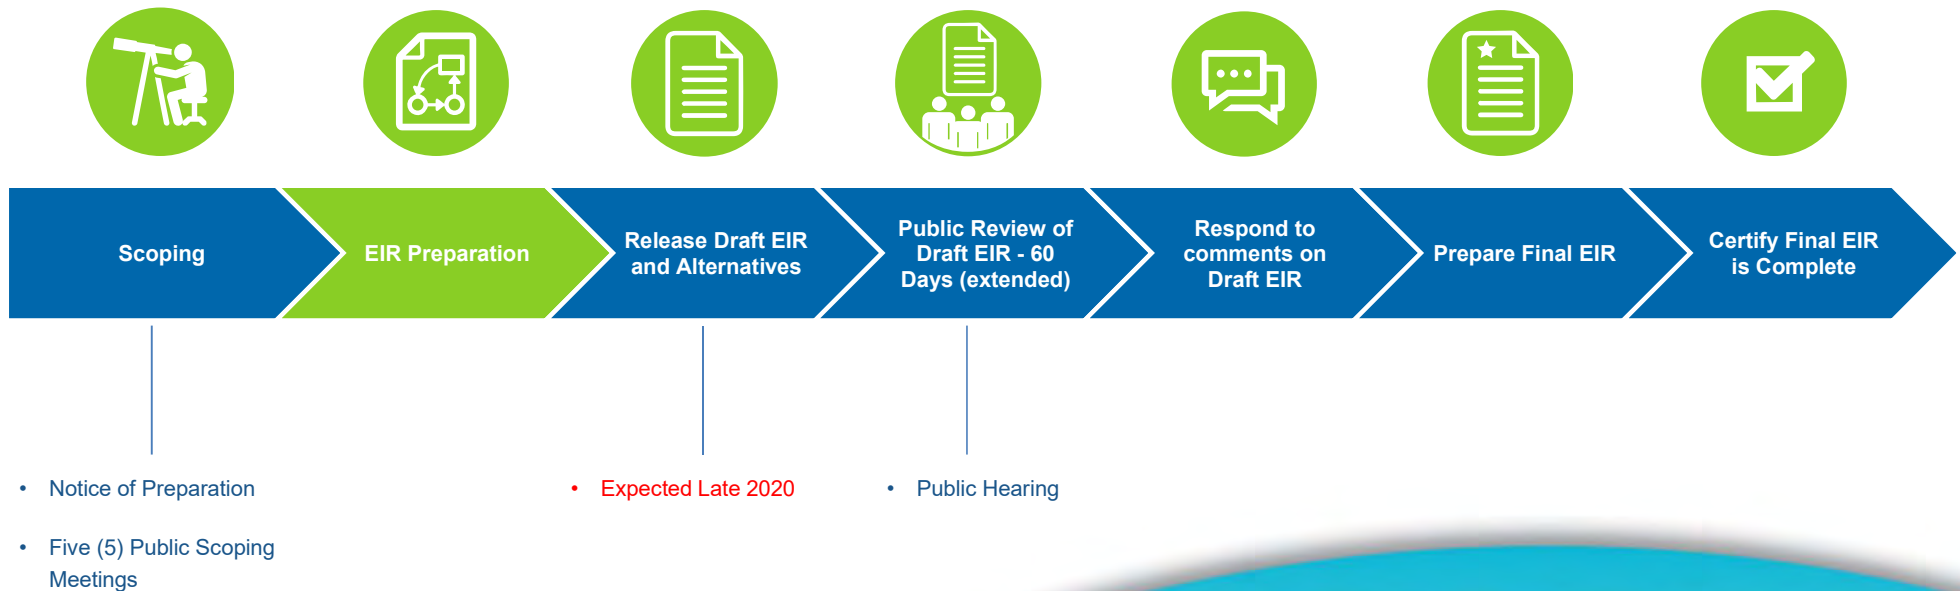 Scoping
EIR Preparation
Release Draft EIR
and Alternatives
Public Review of
Draft EIR - 60
Days (extended)
Respond to
comments on
Draft EIR
Prepare Final EIR
Certify Final EIR
is Complete
• Notice of Preparation
• Five (5) Public Scoping
Meetings
• Expected Late 2020
• Public Hearing